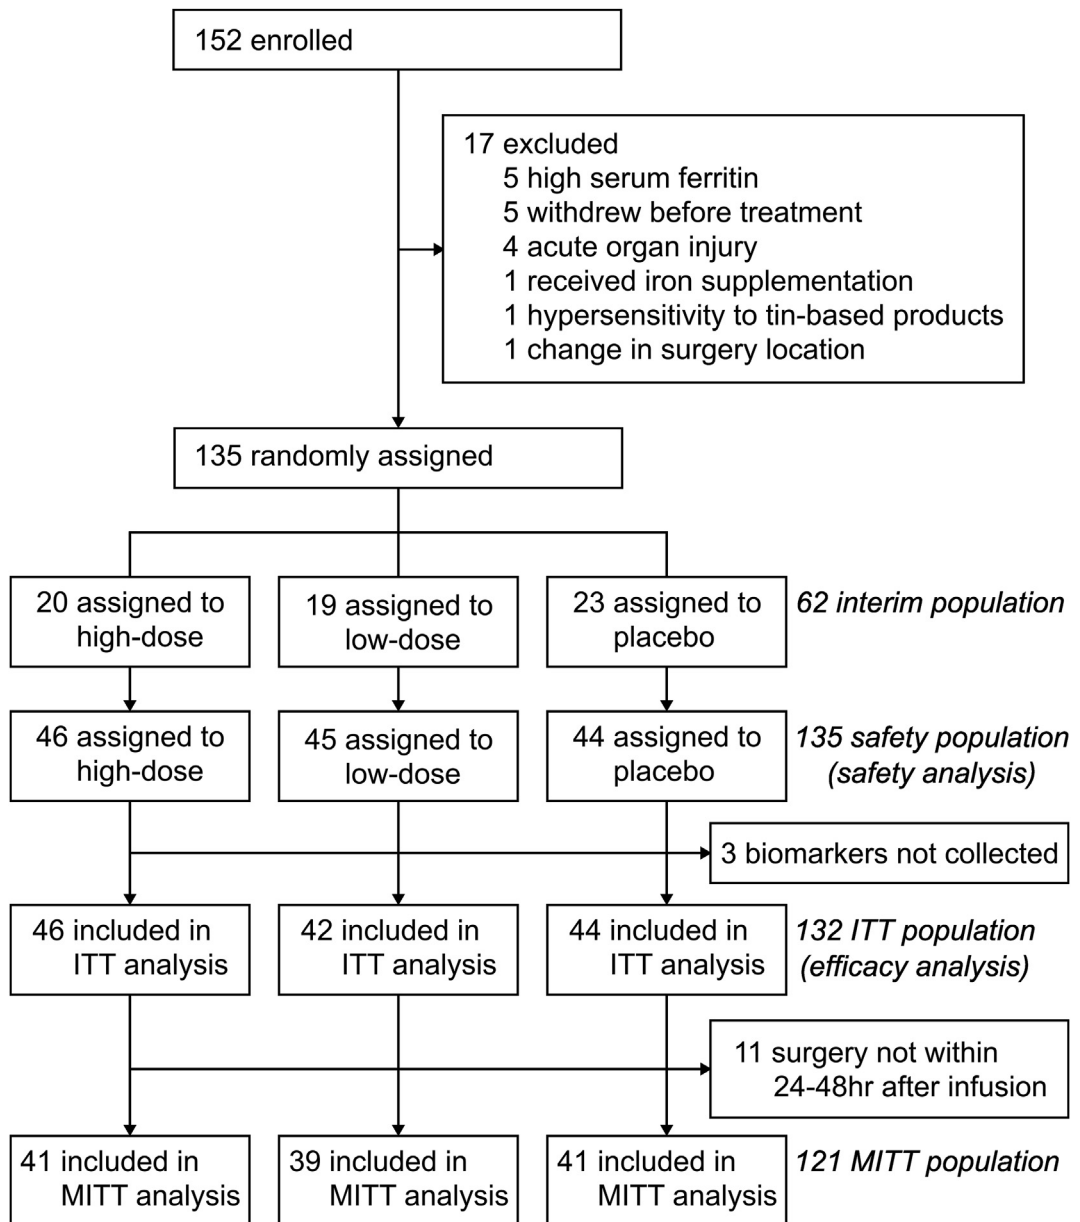 152 enrolled
17 excluded
5 high serum ferritin
5 withdrew before treatment
4 acute organ injury
1 received iron supplementation
1 hypersensitivity to tin-based products
1 change in surgery location
135 randomly assigned
20 assigned to
high-dose
19 assigned to
low-dose
23 assigned to
placebo
62 interim population
46 assigned to
high-dose
45 assigned to
low-dose
44 assigned to
placebo
135 safety population
(safety analysis)
3 biomarkers not collected
46 included in
ITT analysis
42 included in
ITT analysis
44 included in
ITT analysis
132 ITT population
(efficacy analysis)
11 surgery not within
24-48hr after infusion
41 included in
MITT analysis
39 included in
MITT analysis
41 included in
MITT analysis
121 MITT population